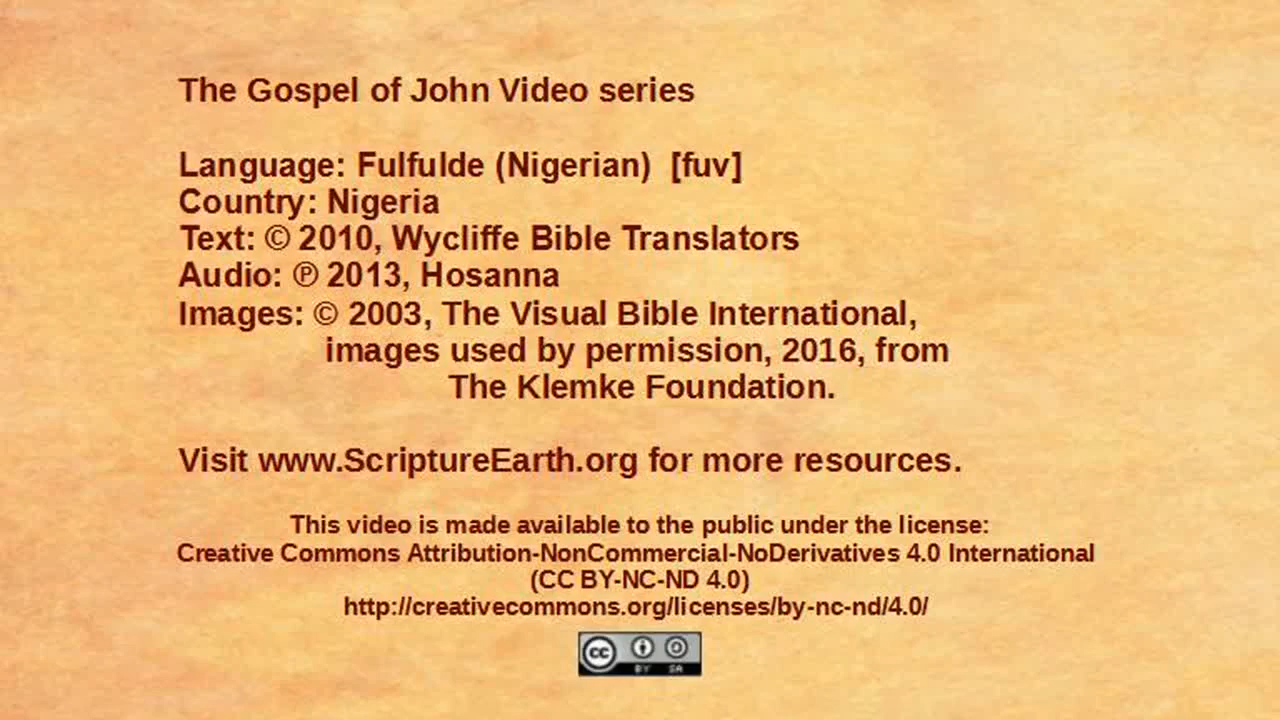 The Gospel of John Video series
Language: Fulfulde (Nigerian) [fuv]
Country: Nigeria
Text: © 2010, Wycliffe Bible Translators
Audio: ℗ 2013, Hosanna
Images: © 2003, The Visual Bible International,
images used by permission, 2016, from
The Klemke Foundation.
Visit www.ScriptureEarth.org for more resources.
This video is made available to the public under the license:
Creative Commons Attribution-NonCommercial-NoDerivatives 4.0 International
(CC BY-NC-ND 4.0)
http://creativecommons.org/licenses/by-nc-nd/4.0/
cc BY SA